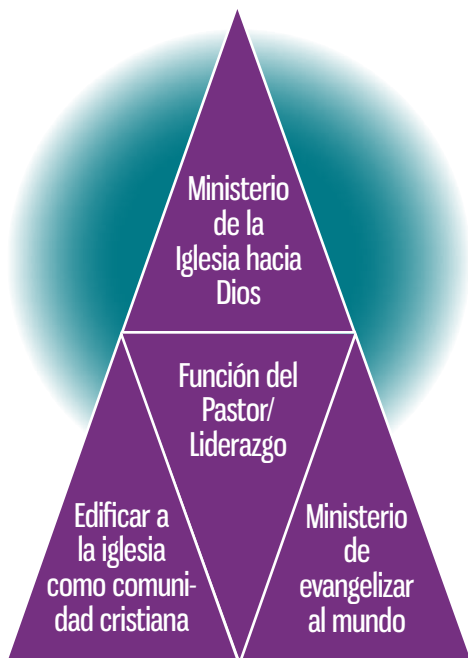 Ministerio
de la
Iglesia hacia
Dios
Función del
Pastor/
Liderazgo
Edificar a
la iglesia
como comuni-
dad cristiana
Ministerio
de
evangelizar
al mundo